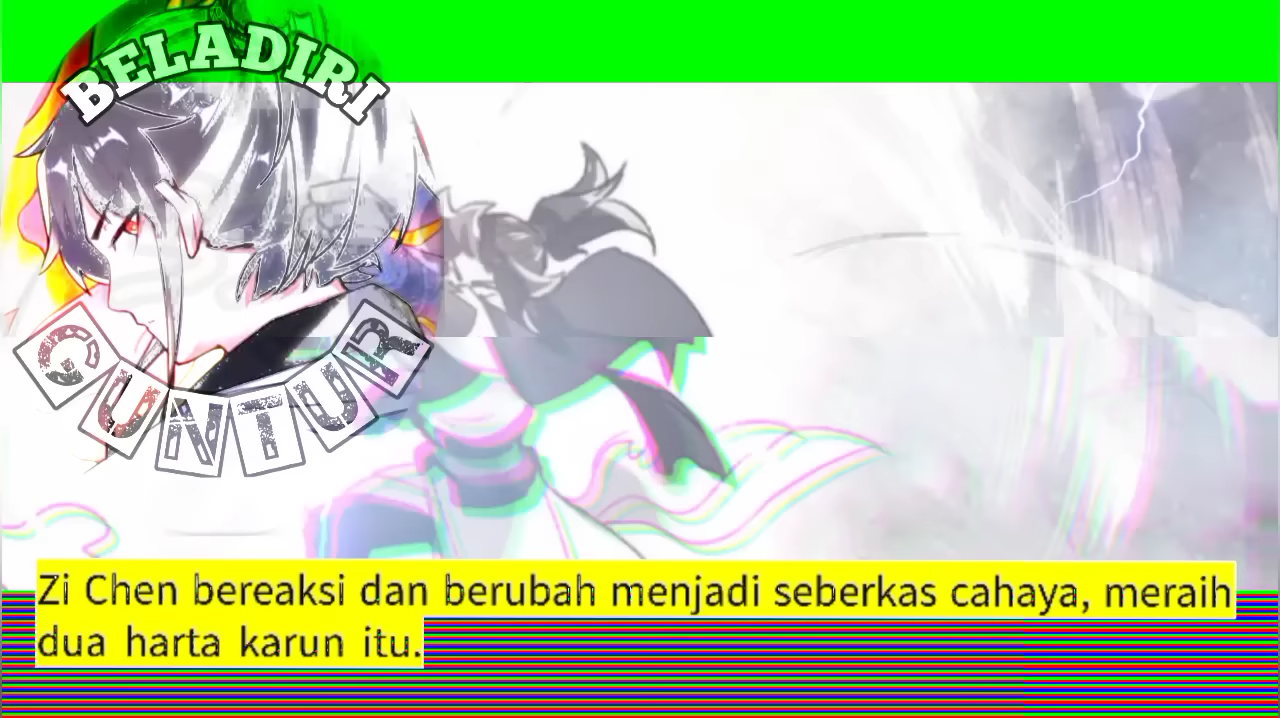 BELADIRI
GUNTUR
Zi Chen bereaksi dan berubah menjadi seberkas cahaya, meraih
dua harta karun itu.